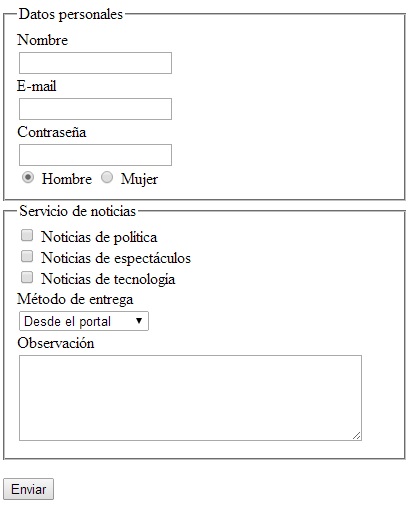 Datos personales
Nombre
E-mail
Contraseña
Hombre Mujer
Servicio de noticias
Noticias de política
Noticias de espectáculos
Noticias de tecnologia
Método de entrega
Desde el portal
Observación
Enviar